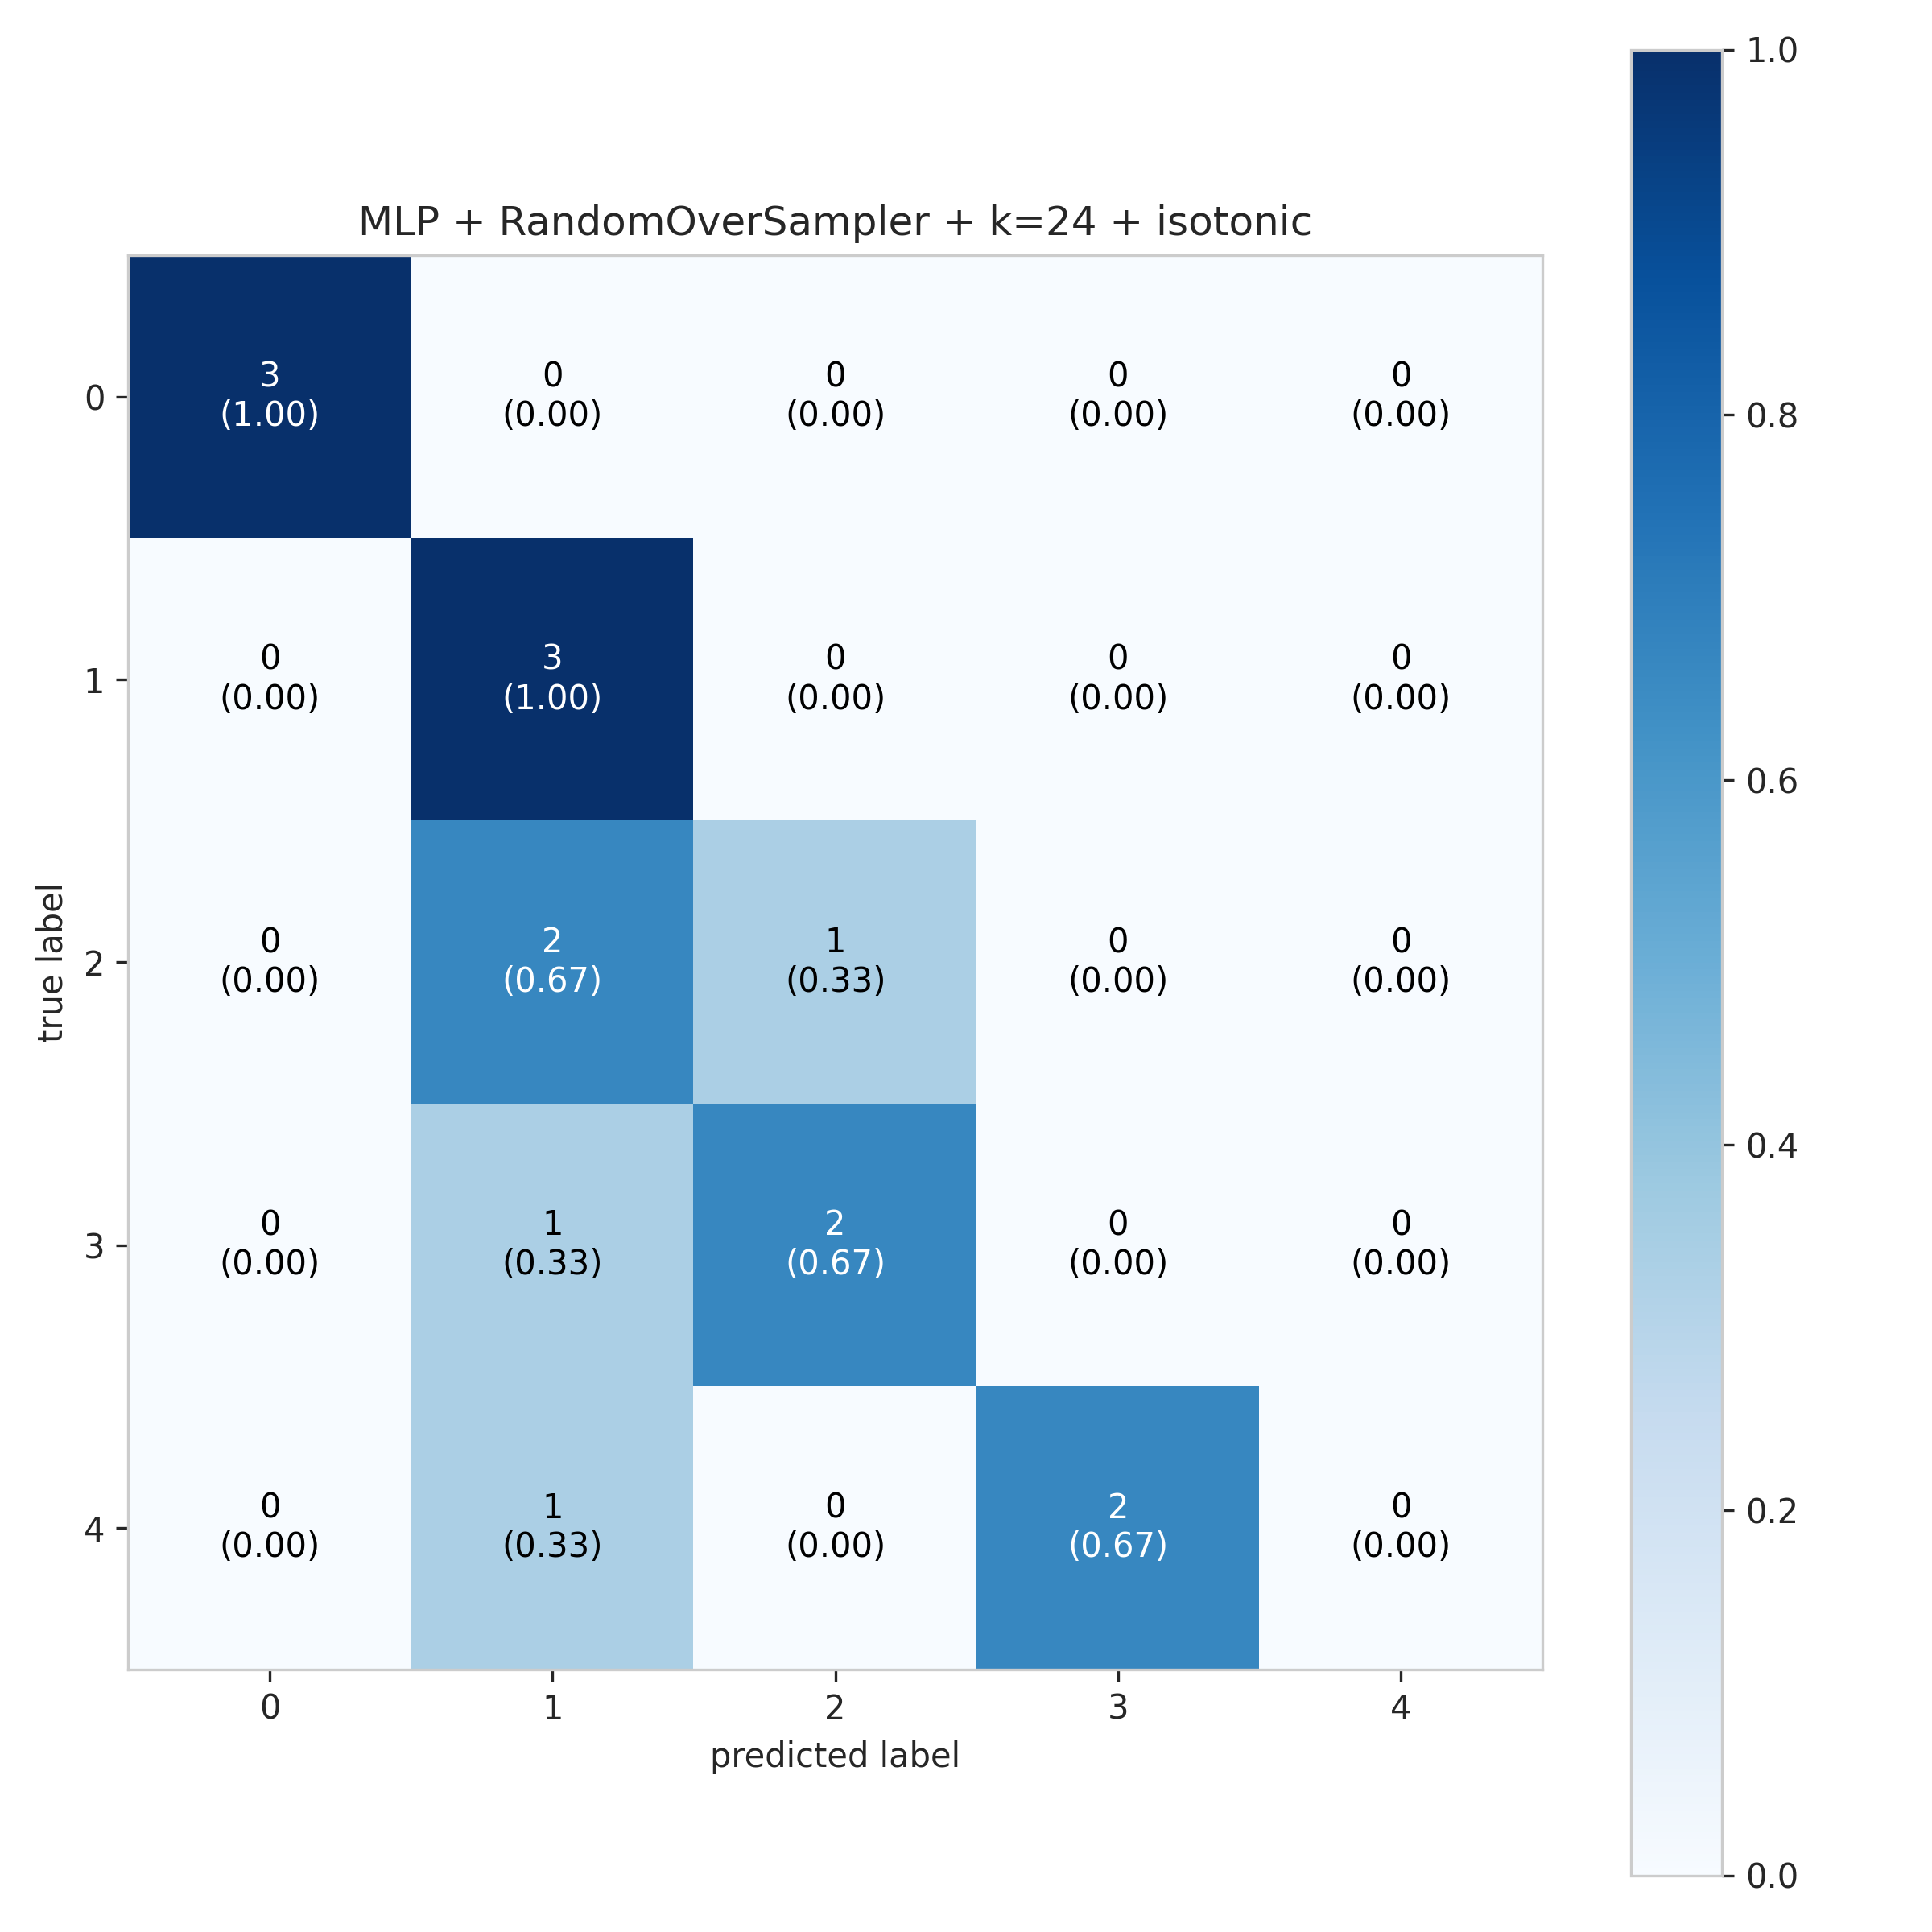 MLP + RandomOverSampler + k=24 + isotonic
1.0
0.8
0.6
0.4
0.2
0.0
true label
0
3 0 0 0 0
(1.00) (0.00) (0.00) (0.00) (0.00)
1
0 3 0 0 0
(0.00) (1.00) (0.00) (0.00) (0.00)
2
0 2 1 0 0
(0.00) (0.67) (0.33) (0.00) (0.00)
3
0 1 2 0 0
(0.00) (0.33) (0.67) (0.00) (0.00)
4
0 1 0 2 0
(0.00) (0.33) (0.00) (0.67) (0.00)
0 1 2 3 4
predicted label